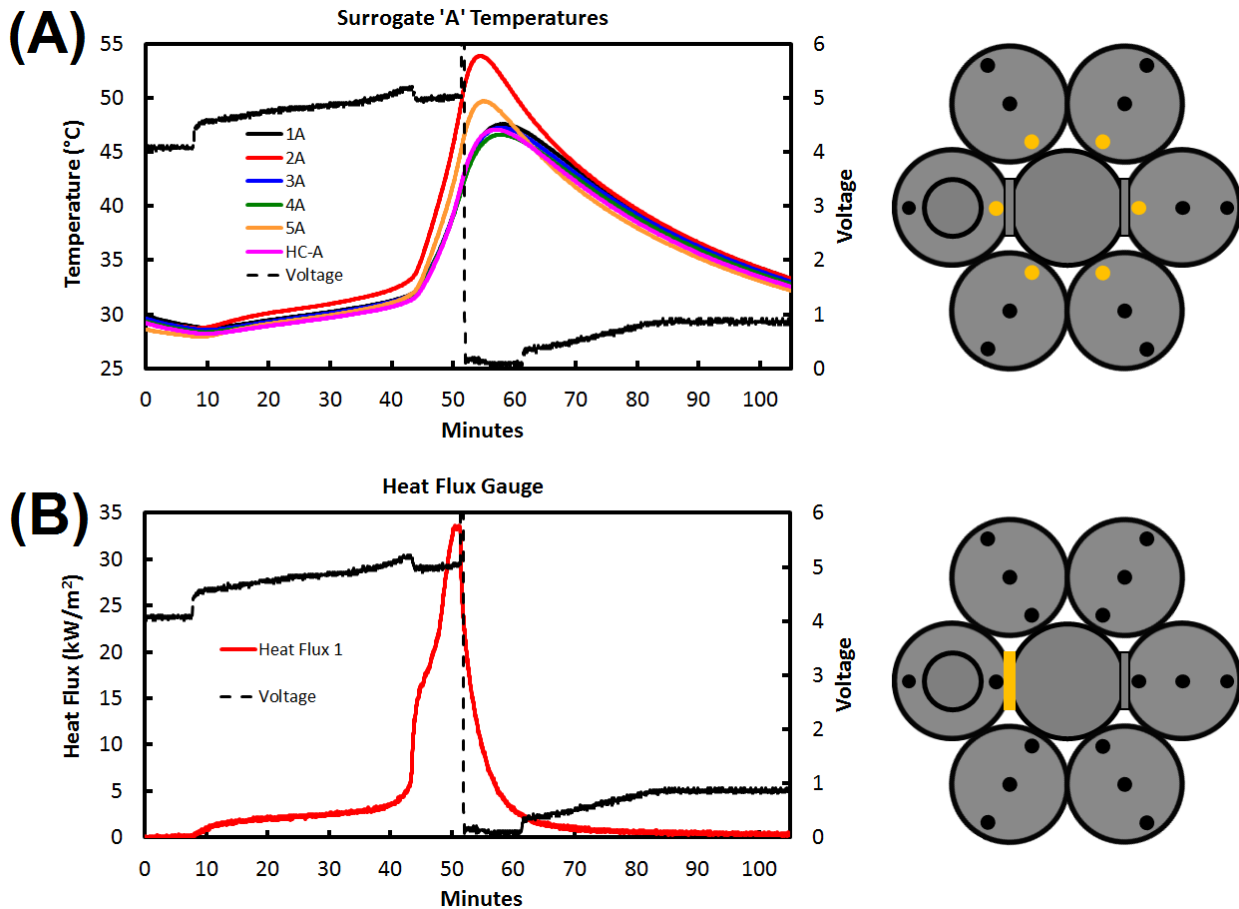 (A)
Surrogate 'A' Temperatures
55
50
45
40
35
30
25
Temperature (°C)
1A
2A
3A
4A
5A
HC-A
Voltage
6
5
4
3
2
1
0
Voltage
0 10 20 30 40 50 60 70 80 90 100
Minutes
(B)
Heat Flux Gauge
35
30
25
20
15
10
5
0
Heat Flux (kW/m²)
Heat Flux 1
Voltage
6
5
4
3
2
1
0
Voltage
0 10 20 30 40 50 60 70 80 90 100
Minutes